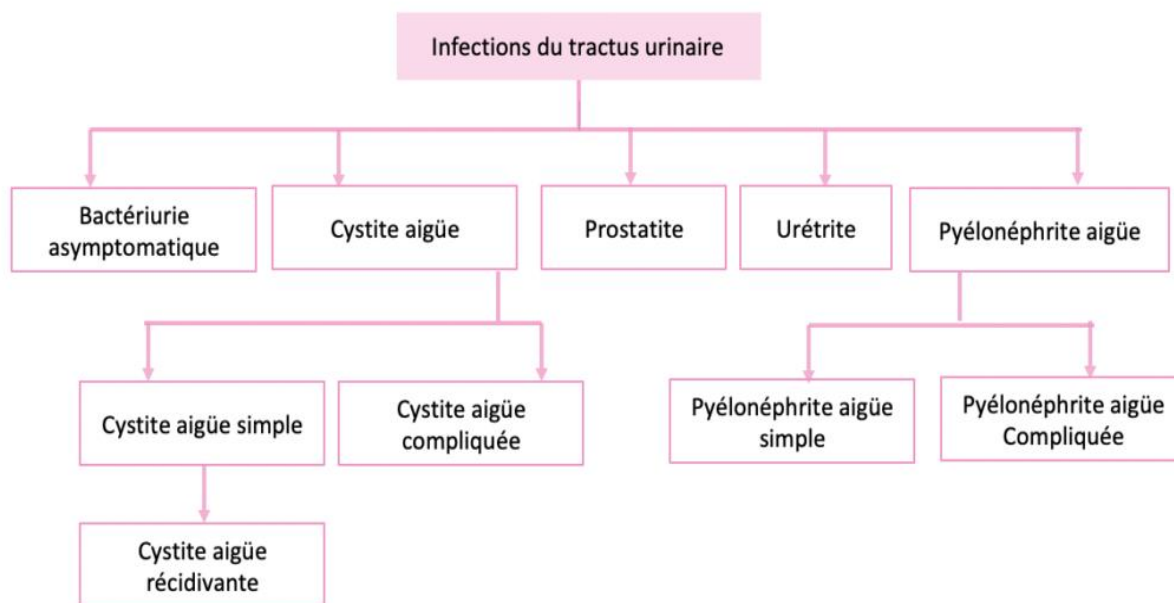 Infections du tractus urinaire
Bactériurie
asymptomatique
Cystite aigüe
Prostatite
Urétrite
Pyélonéphrite aigüe
Cystite aigüe simple
Cystite aigüe
compliquée
Pyélonéphrite aigüe
simple
Pyélonéphrite aigüe
Compliquée
Cystite aigüe
récidivante